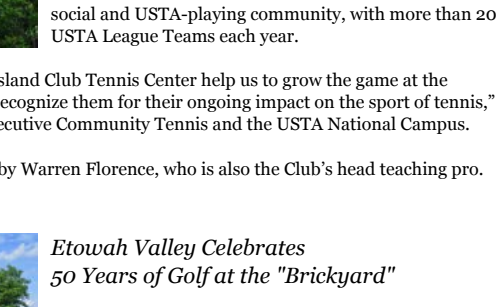 social and USTA-playing community, with more than 20
USTA League Teams each year.
sland Club Tennis Center help us to grow the game at the
ecognize them for their ongoing impact on the sport of tennis,”
ecutive Community Tennis and the USTA National Campus.
by Warren Florence, who is also the Club’s head teaching pro.
Etowah Valley Celebrates
50 Years of Golf at the "Brickyard"